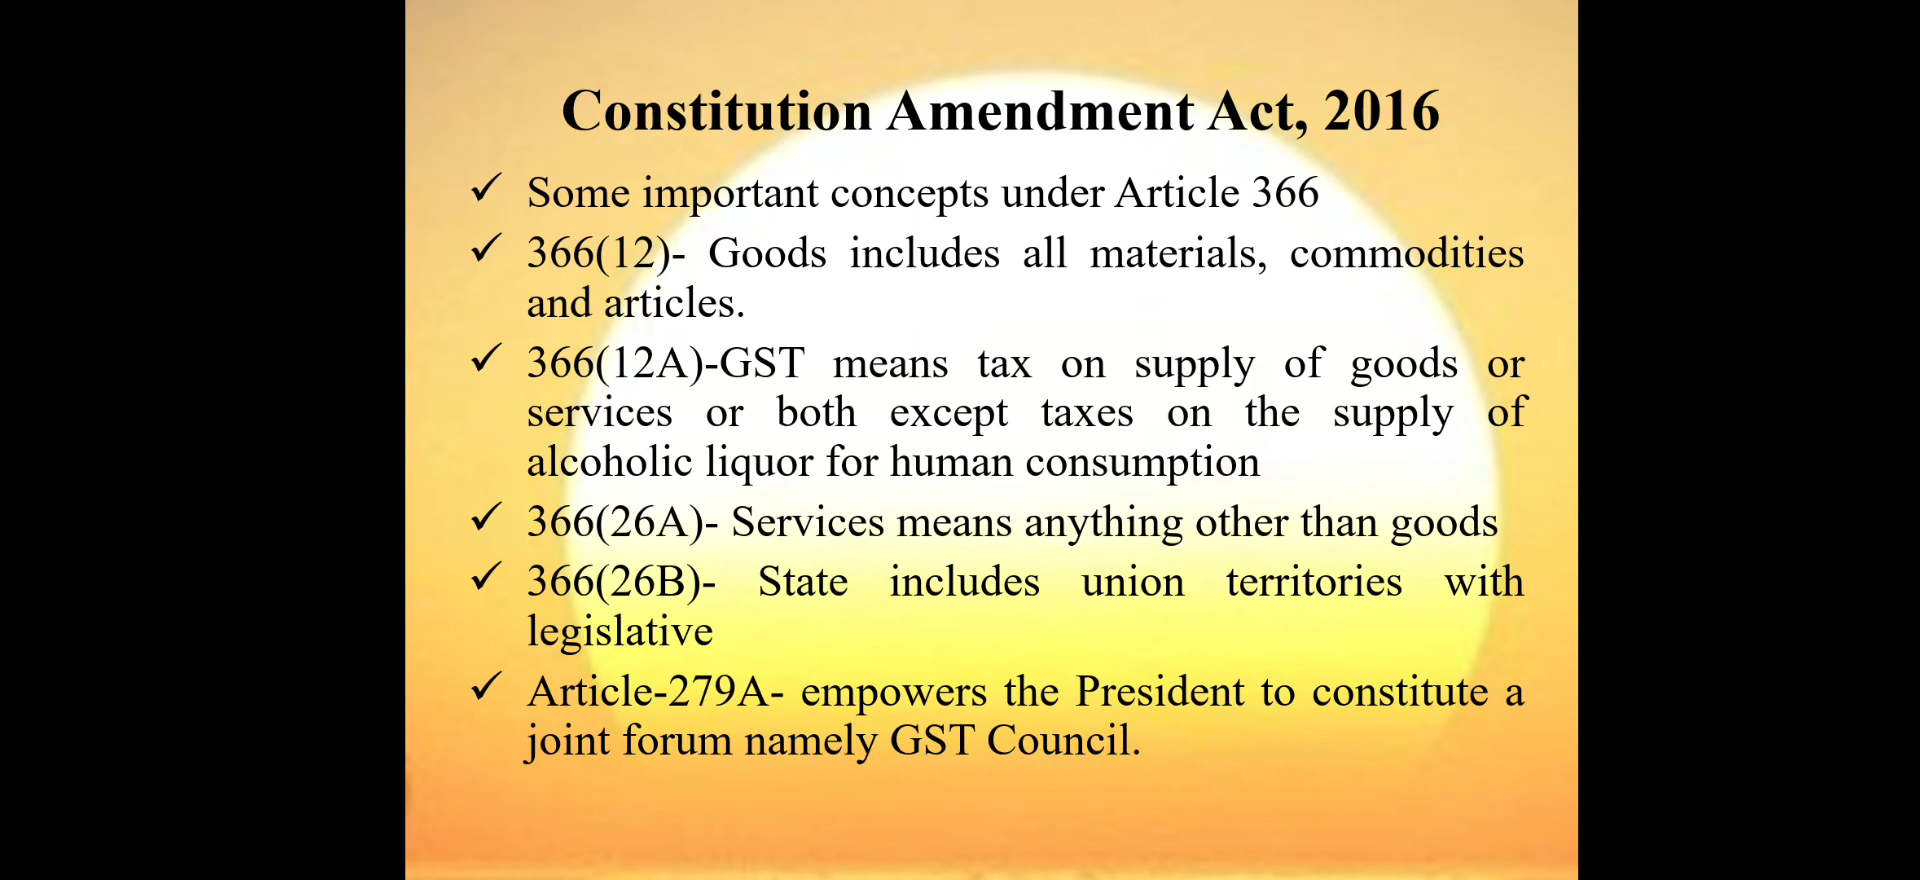 Constitution Amendment Act, 2016
✓ Some important concepts under Article 366
✓ 366(12)- Goods includes all materials, commodities
and articles.
✓ 366(12A)-GST means tax on supply of goods or
services or both except taxes on the supply of
alcoholic liquor for human consumption
✓ 366(26A)- Services means anything other than goods
✓ 366(26B)- State includes union territories with
legislative
✓ Article-279A- empowers the President to constitute a
joint forum namely GST Council.